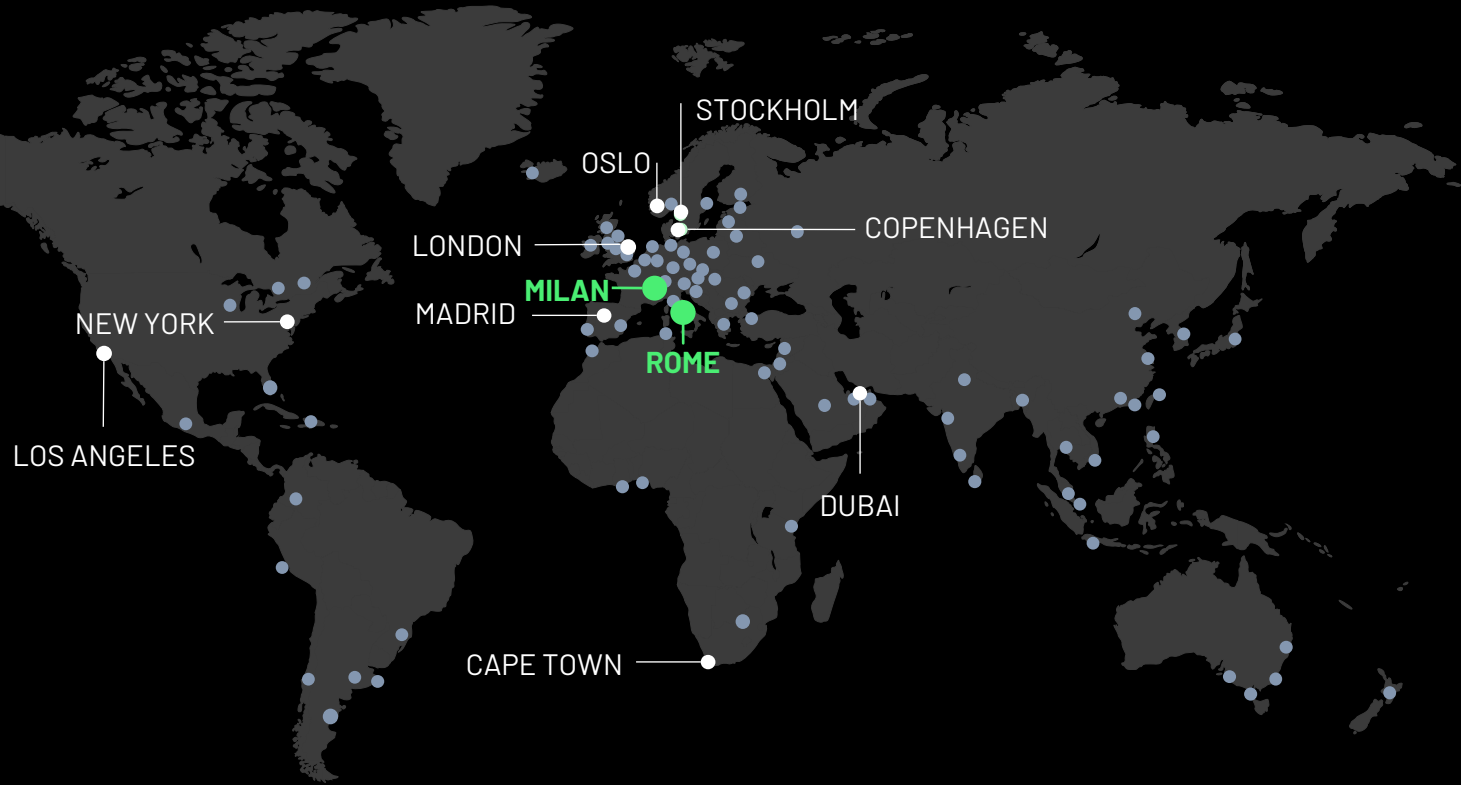 STOCKHOLM
OSLO
COPENHAGEN
LONDON
MILAN
MADRID
NEW YORK
ROME
LOS ANGELES
DUBAI
CAPE TOWN